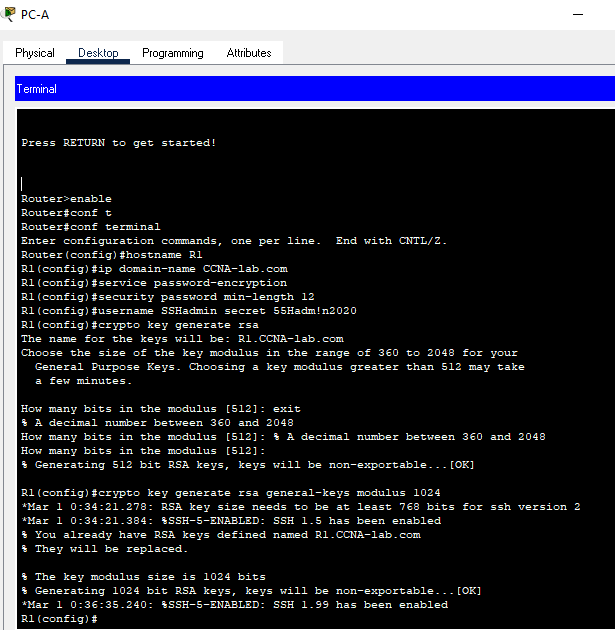 PC-A
Physical Desktop Programming Attributes
Terminal
Press RETURN to get started!
Router>enable
Router#conf t
Router#conf terminal
Enter configuration commands, one per line.  End with CNTL/Z.
Router(config)#hostname R1
R1(config)#ip domain-name CCNA-lab.com
R1(config)#service password-encryption
R1(config)#security password min-length 12
R1(config)#username SSHadmin secret 55Hadm!n2020
R1(config)#crypto key generate rsa
The name for the keys will be: R1.CCNA-lab.com
Choose the size of the key modulus in the range of 360 to 2048 for your
  General Purpose Keys. Choosing a key modulus greater than 512 may take
  a few minutes.
How many bits in the modulus [512]: exit
% A decimal number between 360 and 2048
How many bits in the modulus [512]: % A decimal number between 360 and 2048
How many bits in the modulus [512]:
% Generating 512 bit RSA keys, keys will be non-exportable...[OK]
R1(config)#crypto key generate rsa general-keys modulus 1024
*Mar 1 0:34:21.278: RSA key size needs to be at least 768 bits for ssh version 2
*Mar 1 0:34:21.384: %SSH-5-ENABLED: SSH 1.5 has been enabled
% You already have RSA keys defined named R1.CCNA-lab.com
% They will be replaced.
% The key modulus size is 1024 bits
% Generating 1024 bit RSA keys, keys will be non-exportable...[OK]
*Mar 1 0:36:35.240: %SSH-5-ENABLED: SSH 1.99 has been enabled
R1(config)#